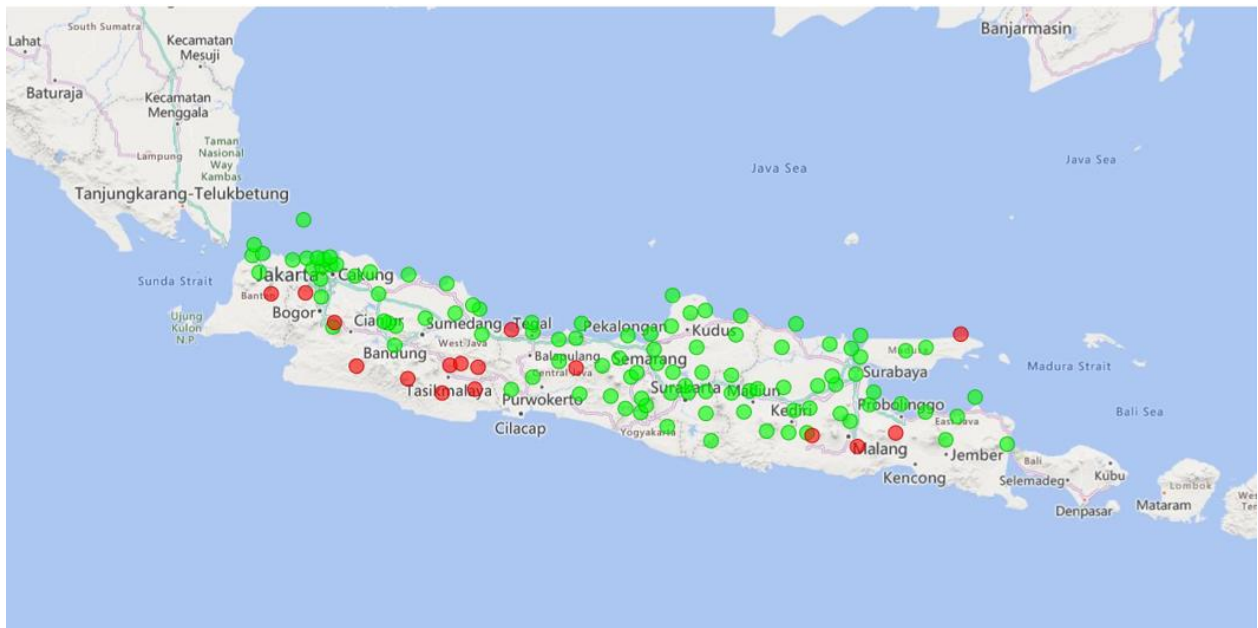 South Sumatra
Banjarmasin
Lahat
Kecamatan
Mesuji
Baturaja
Kecamatan
Menggala
Taman
Nasional
Way
Kambas
Lampung
Java Sea
Java Sea
Tanjungkarang-Telukbetung
Sunda Strait
Jakarta
Cakung
Banten
Ujung
Kulon
N.P.
Bogor
Cianjur
Sumedang
Tegal
Pekalongan
Kudus
West Java
Bandung
Balapulang
Semarang
Madura
Surabaya
Madura Strait
Central Java
Tasikmalaya
Surakarta
Madiun
Purwokerto
Kediri
Probolinggo
Bali Sea
Cilacap
Yogyakarta
East Java
Malang
Jember
Bali
Kubu
Kencong
Selemadeg
Lombok
Denpasar
Mataram